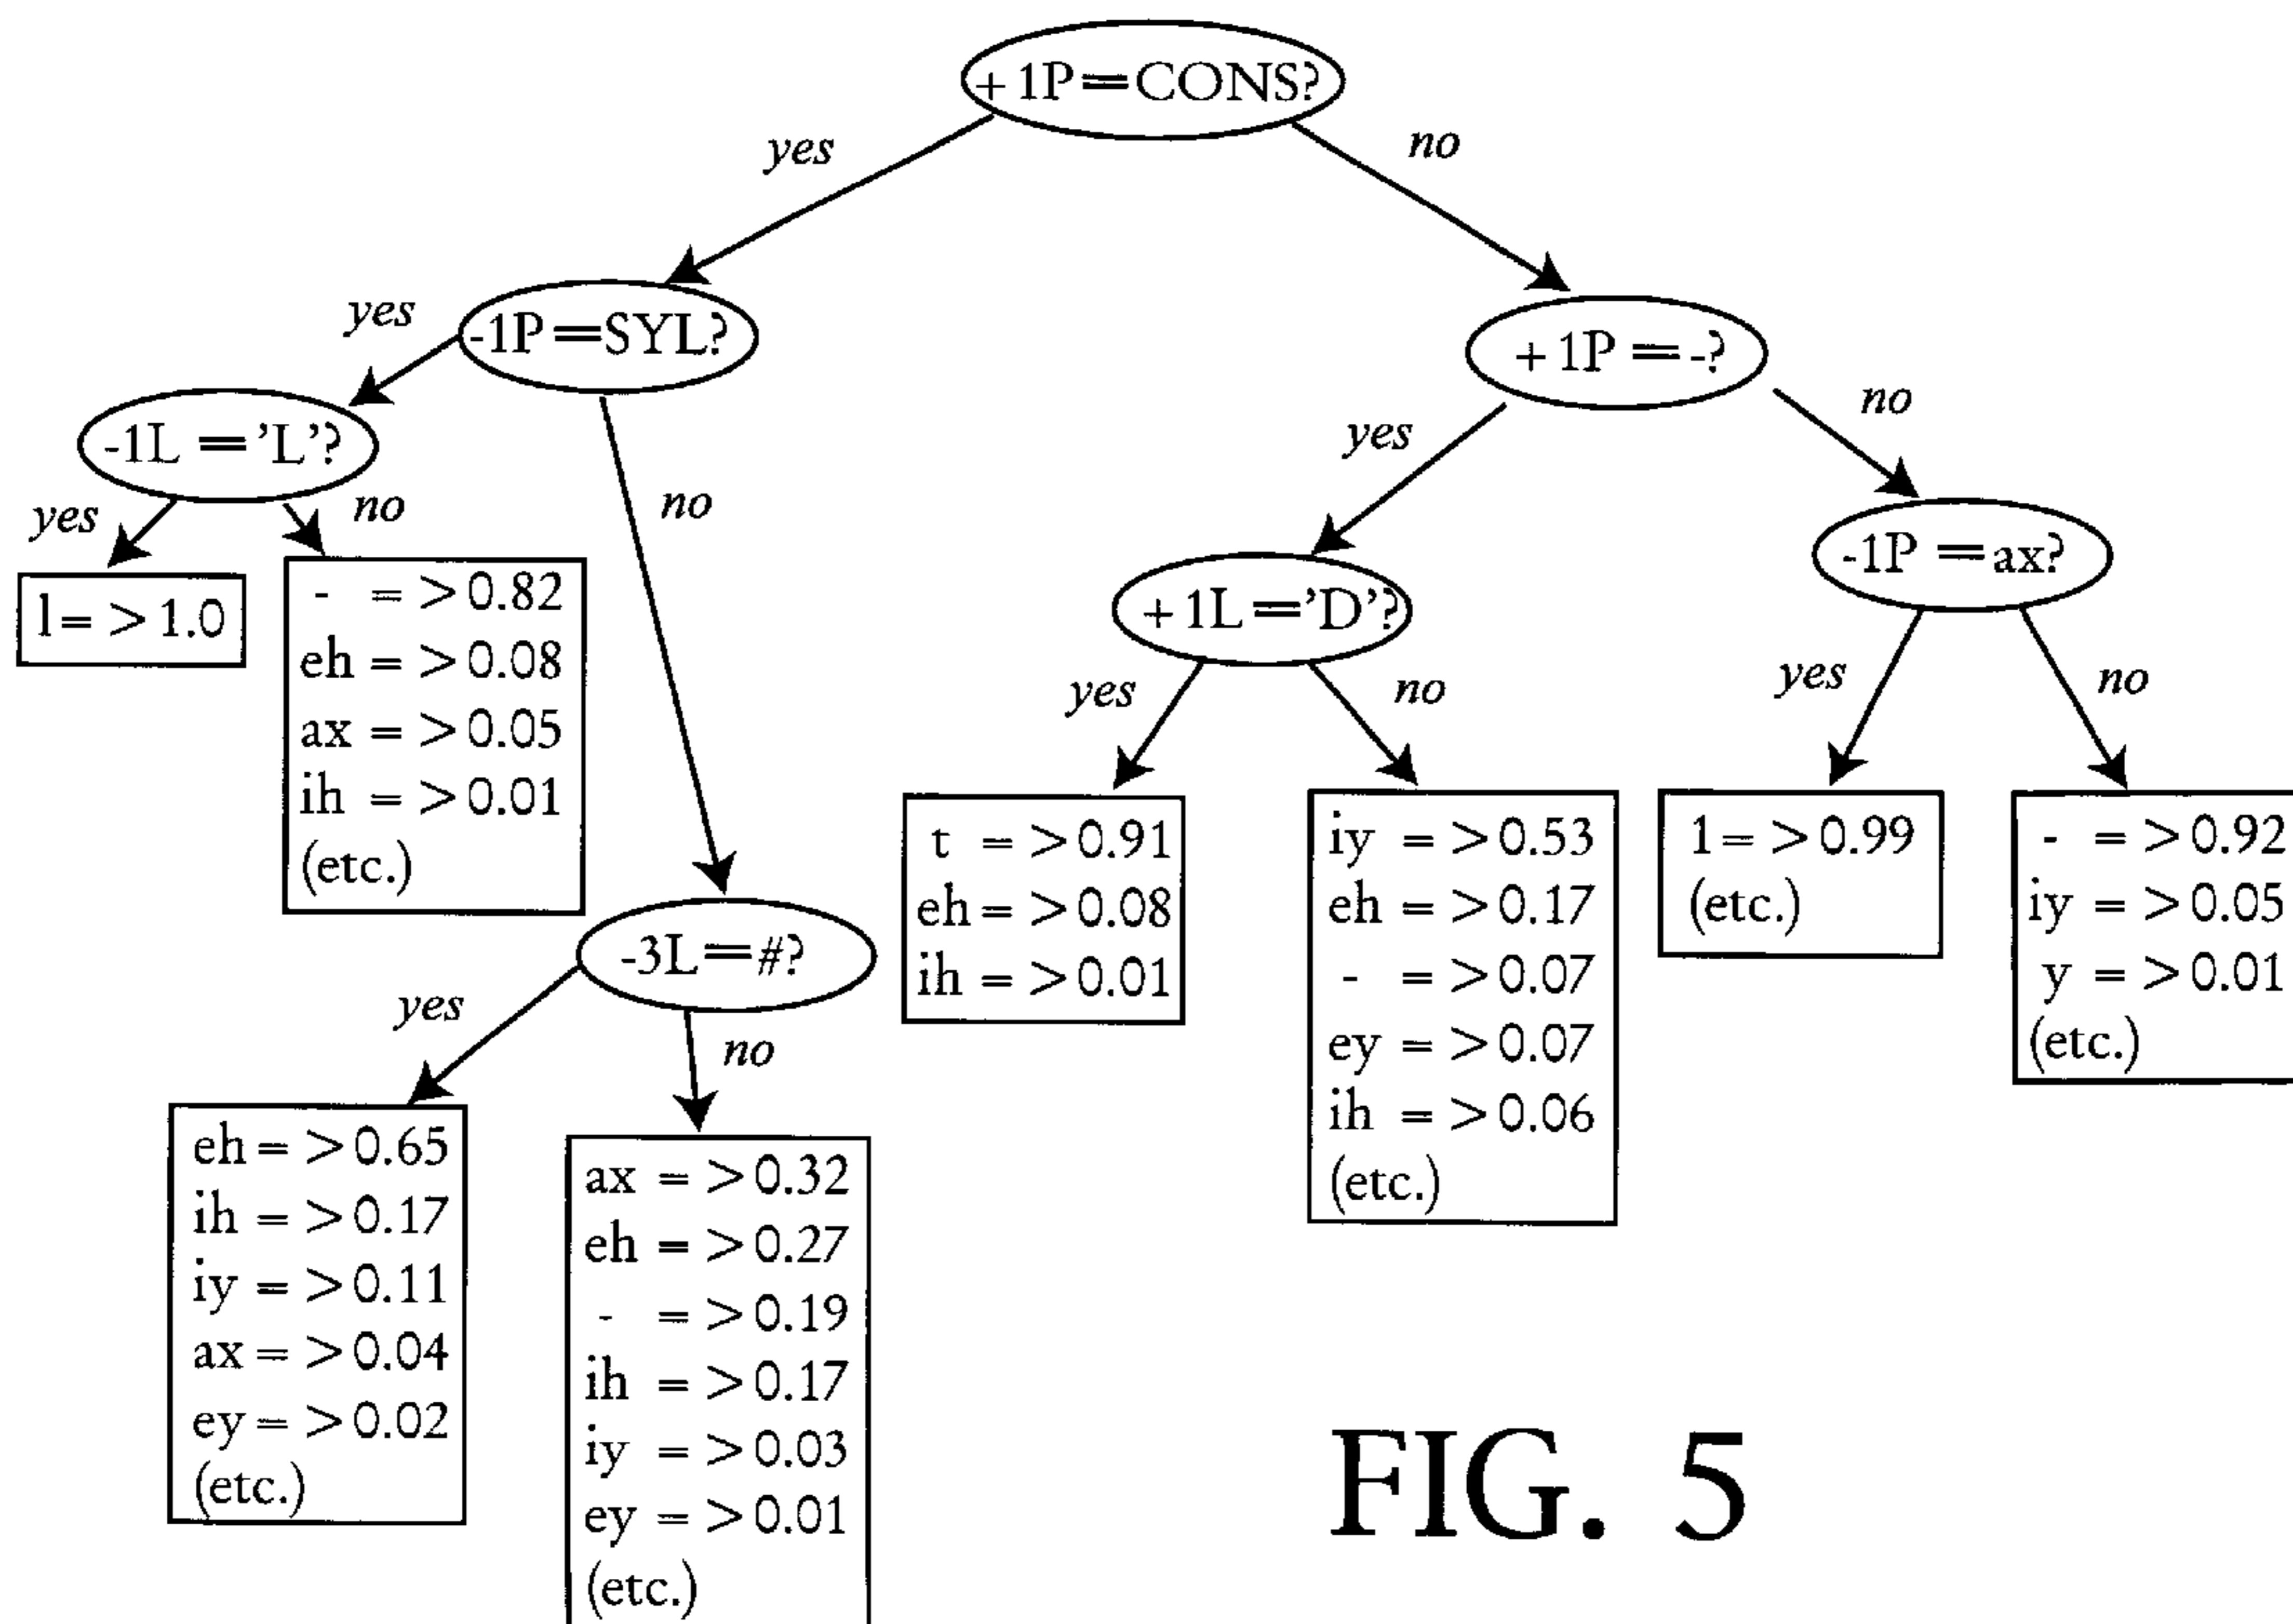 +1P==CONS?
yes
no
-1P==SYL?
yes
no
+1P==-?
yes
no
-1L=='L'?
yes
no
-1P==ax?
yes
no
+1L=='D'?
yes
no
l=>1.0
- =>0.82
eh =>0.08
ax =>0.05
ih =>0.01
(etc.)
-3L==#?
yes
no
t =>0.91
eh=>0.08
ih =>0.01
iy =>0.53
eh =>0.17
- =>0.07
ey =>0.07
ih =>0.06
(etc.)
1=>0.99
(etc.)
- =>0.92
iy =>0.05
y =>0.01
(etc.)
eh=>0.65
ih =>0.17
iy =>0.11
ax=>0.04
ey=>0.02
(etc.)
ax =>0.32
eh =>0.27
- =>0.19
ih =>0.17
iy =>0.03
ey =>0.01
(etc.)
FIG. 5